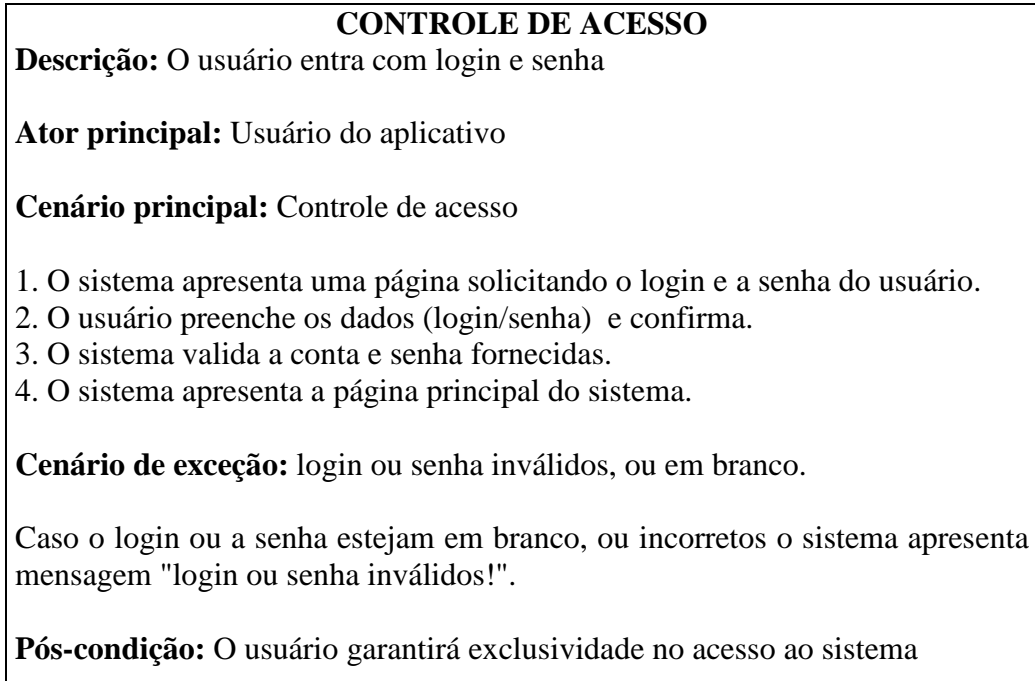 CONTROLE DE ACESSO
Descrição: O usuário entra com login e senha
Ator principal: Usuário do aplicativo
Cenário principal: Controle de acesso
1. O sistema apresenta uma página solicitando o login e a senha do usuário.
2. O usuário preenche os dados (login/senha) e confirma.
3. O sistema valida a conta e senha fornecidas.
4. O sistema apresenta a página principal do sistema.
Cenário de exceção: login ou senha inválidos, ou em branco.
Caso o login ou a senha estejam em branco, ou incorretos o sistema apresenta
mensagem "login ou senha inválidos!".
Pós-condição: O usuário garantirá exclusividade no acesso ao sistema